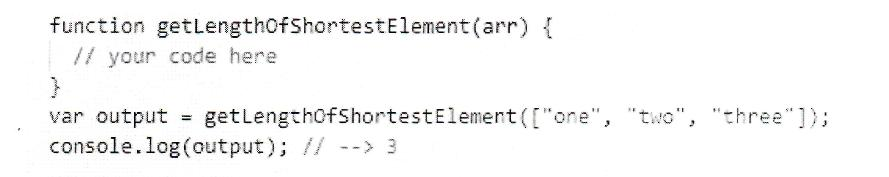 function getLengthOfShortestElement(arr) {
// your code here
}
var output = getLengthOfShortestElement(["one", "two", "three"]);
console.log(output); // --> 3